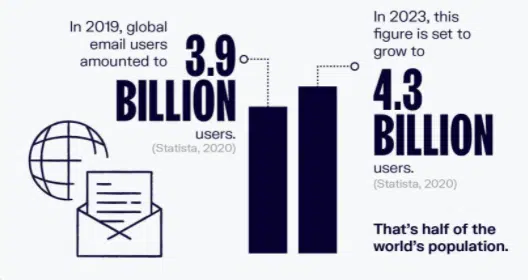 In 2019, global
email users
amounted to
3.9
BILLION
users.
(Statista, 2020)
In 2023, this
figure is set to
grow to
4.3
BILLION
users.
(Statista, 2020)
That's half of the
world's population.